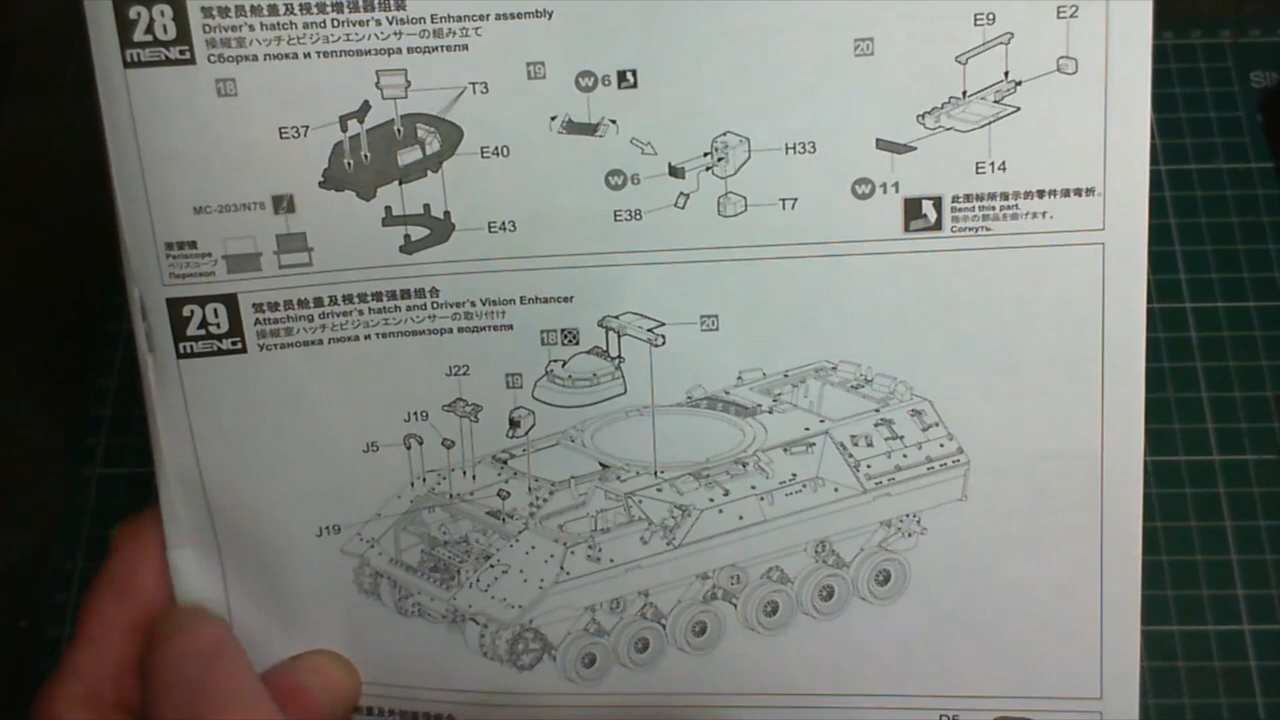 28
MENG
驾驶员舱盖及视觉增强器组装
Driver's hatch and Driver's Vision Enhancer assembly
操縦室ハッチとビジョンエンハンサーの組み立て
Сборка люка и тепловизора водителя
18
T3
E37
E40
E43
MC-203/N78
潜望镜
Periscope
ペリスコープ
Перископ
19
W 6
W 6
H33
E38
T7
20
E9
E2
E14
W 11
此图标所指示的零件须弯折。
Bend this part.
指示の部品を曲げます。
Согнуть.
29
MENG
驾驶员舱盖及视觉增强器组合
Attaching driver's hatch and Driver's Vision Enhancer
操縦室ハッチとビジョンエンハンサーの取り付け
Установка люка и тепловизора водителя
18
20
19
J22
J19
J5
J19
D5